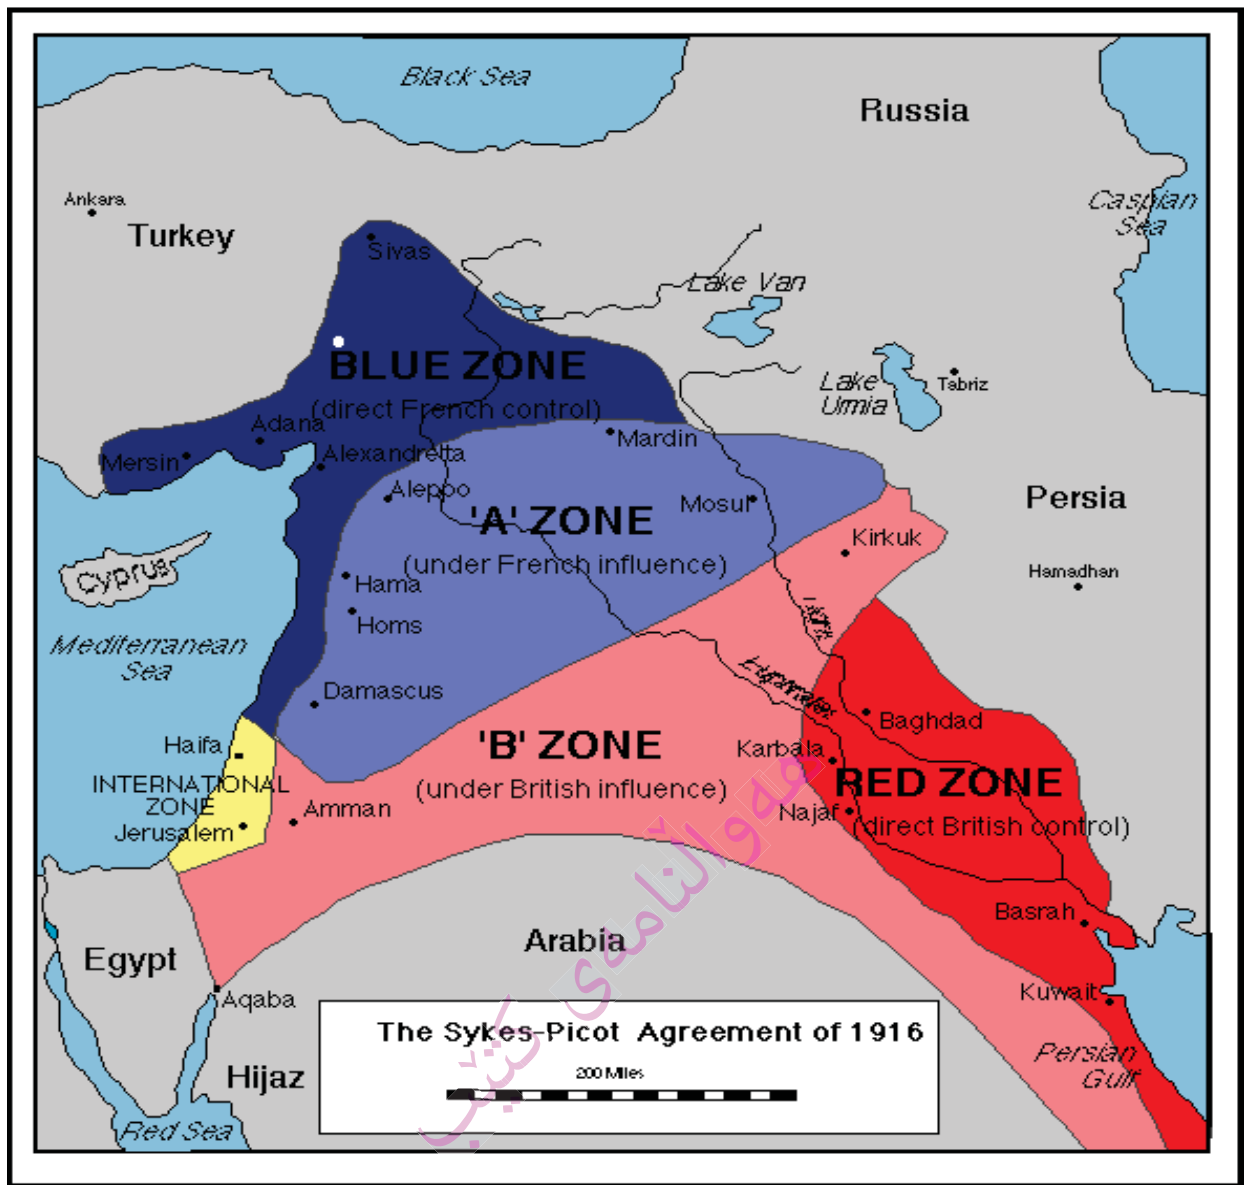 Black Sea
Russia
Ankara
Caspian
Sea
Turkey
Sivas
Lake Van
BLUE ZONE
(direct French control)
Lake
Urmia
Tabriz
Adana
Mardin
Mersin
Alexandretta
Aleppo
Mosul
'A' ZONE
(under French influence)
Persia
Kirkuk
Cyprus
Hama
Hamadhan
Homs
Tigris
Mediterranean
Sea
Euphrates
Damascus
Baghdad
Haifa
'B' ZONE
(under British influence)
Karbala
INTERNATIONAL
ZONE
RED ZONE
(direct British control)
Amman
Najaf
Jerusalem
Basrah
Arabia
Egypt
Aqaba
Kuwait
The Sykes-Picot Agreement of 1916
200 Miles
Persian
Gulf
Hijaz
Red Sea
هەواڵنامەی کتێب